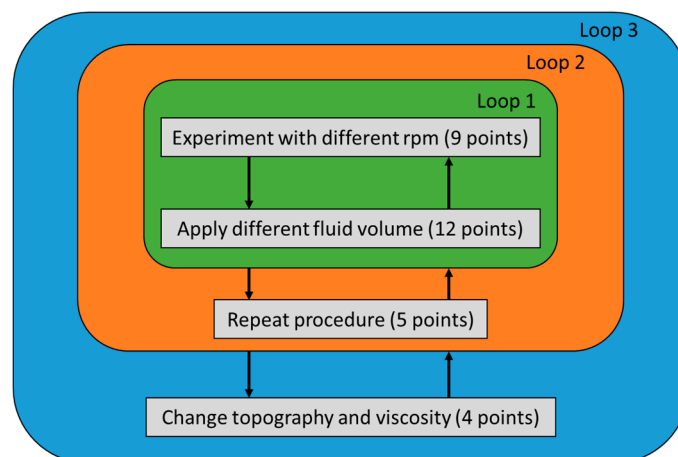 Loop 3
Loop 2
Loop 1
Experiment with different rpm (9 points)
Apply different fluid volume (12 points)
Repeat procedure (5 points)
Change topography and viscosity (4 points)